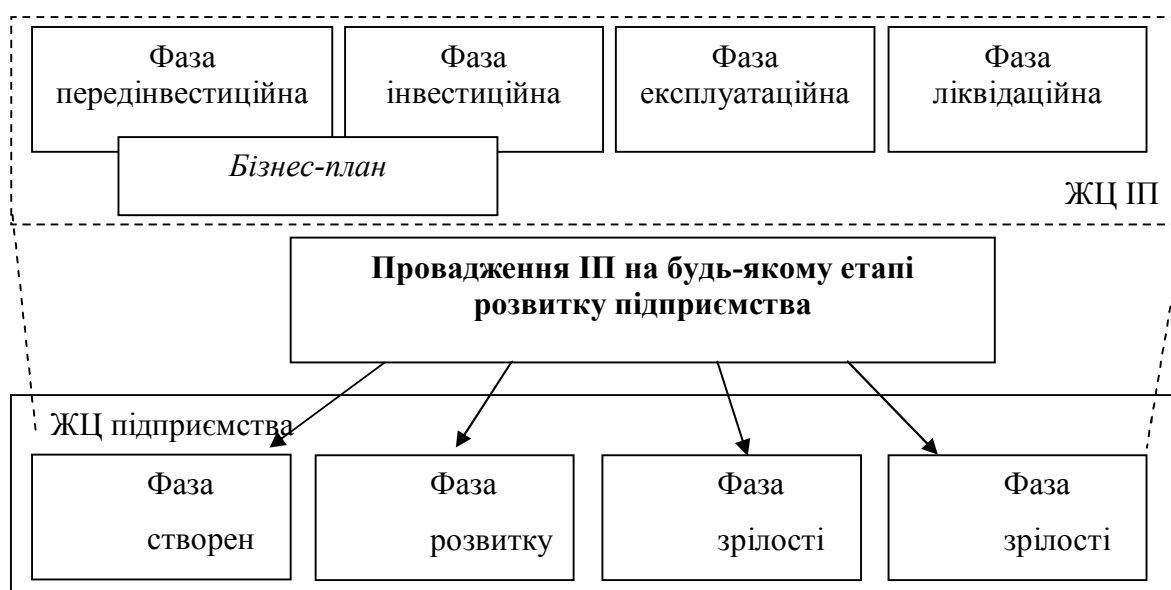 Фаза
передінвестиційна
Фаза
інвестиційна
Фаза
експлуатаційна
Фаза
ліквідаційна
Бізнес-план
ЖЦ ІП
Провадження ІП на будь-якому етапі
розвитку підприємства
ЖЦ підприємства
Фаза
створен
Фаза
розвитку
Фаза
зрілості
Фаза
зрілості